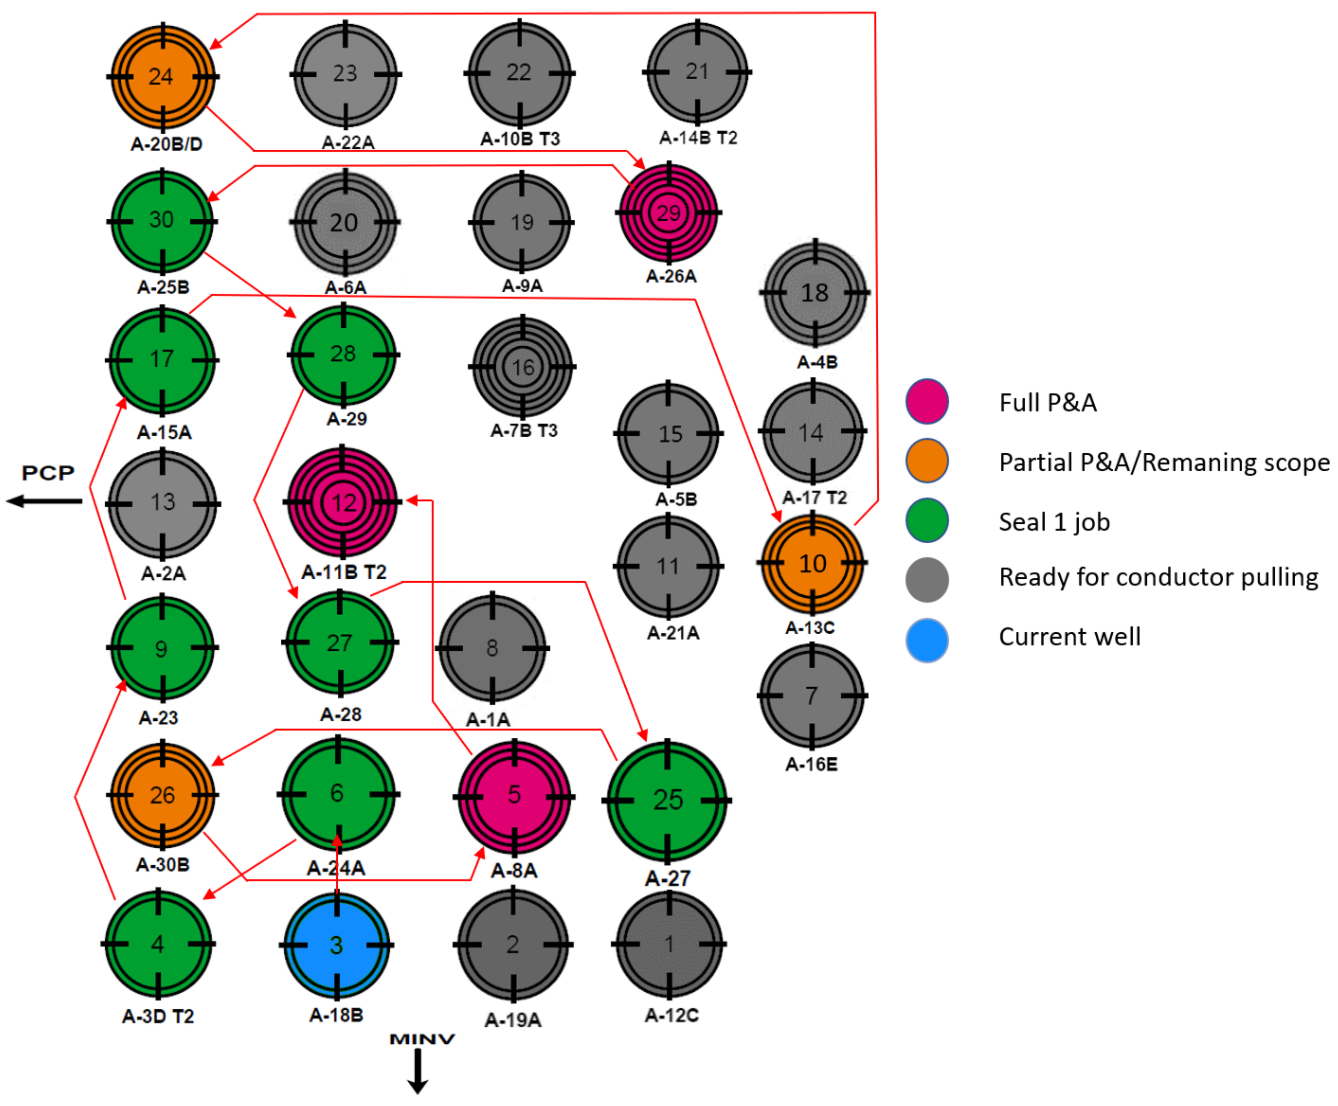 24
23
22
21
A-20B/D
A-22A
A-10B T3
A-14B T2
30
20
19
29
A-25B
A-6A
A-9A
A-26A
18
A-4B
17
28
16
A-15A
A-29
A-7B T3
15
14
A-5B
A-17 T2
Full P&A
Partial P&A/Remaning scope
Seal 1 job
Ready for conductor pulling
Current well
PCP
13
12
A-2A
A-11B T2
11
10
A-21A
A-13C
9
27
8
A-23
A-28
A-1A
7
A-16E
26
6
5
25
A-30B
A-24A
A-8A
A-27
4
3
2
1
A-3D T2
A-18B
A-19A
A-12C
MINV